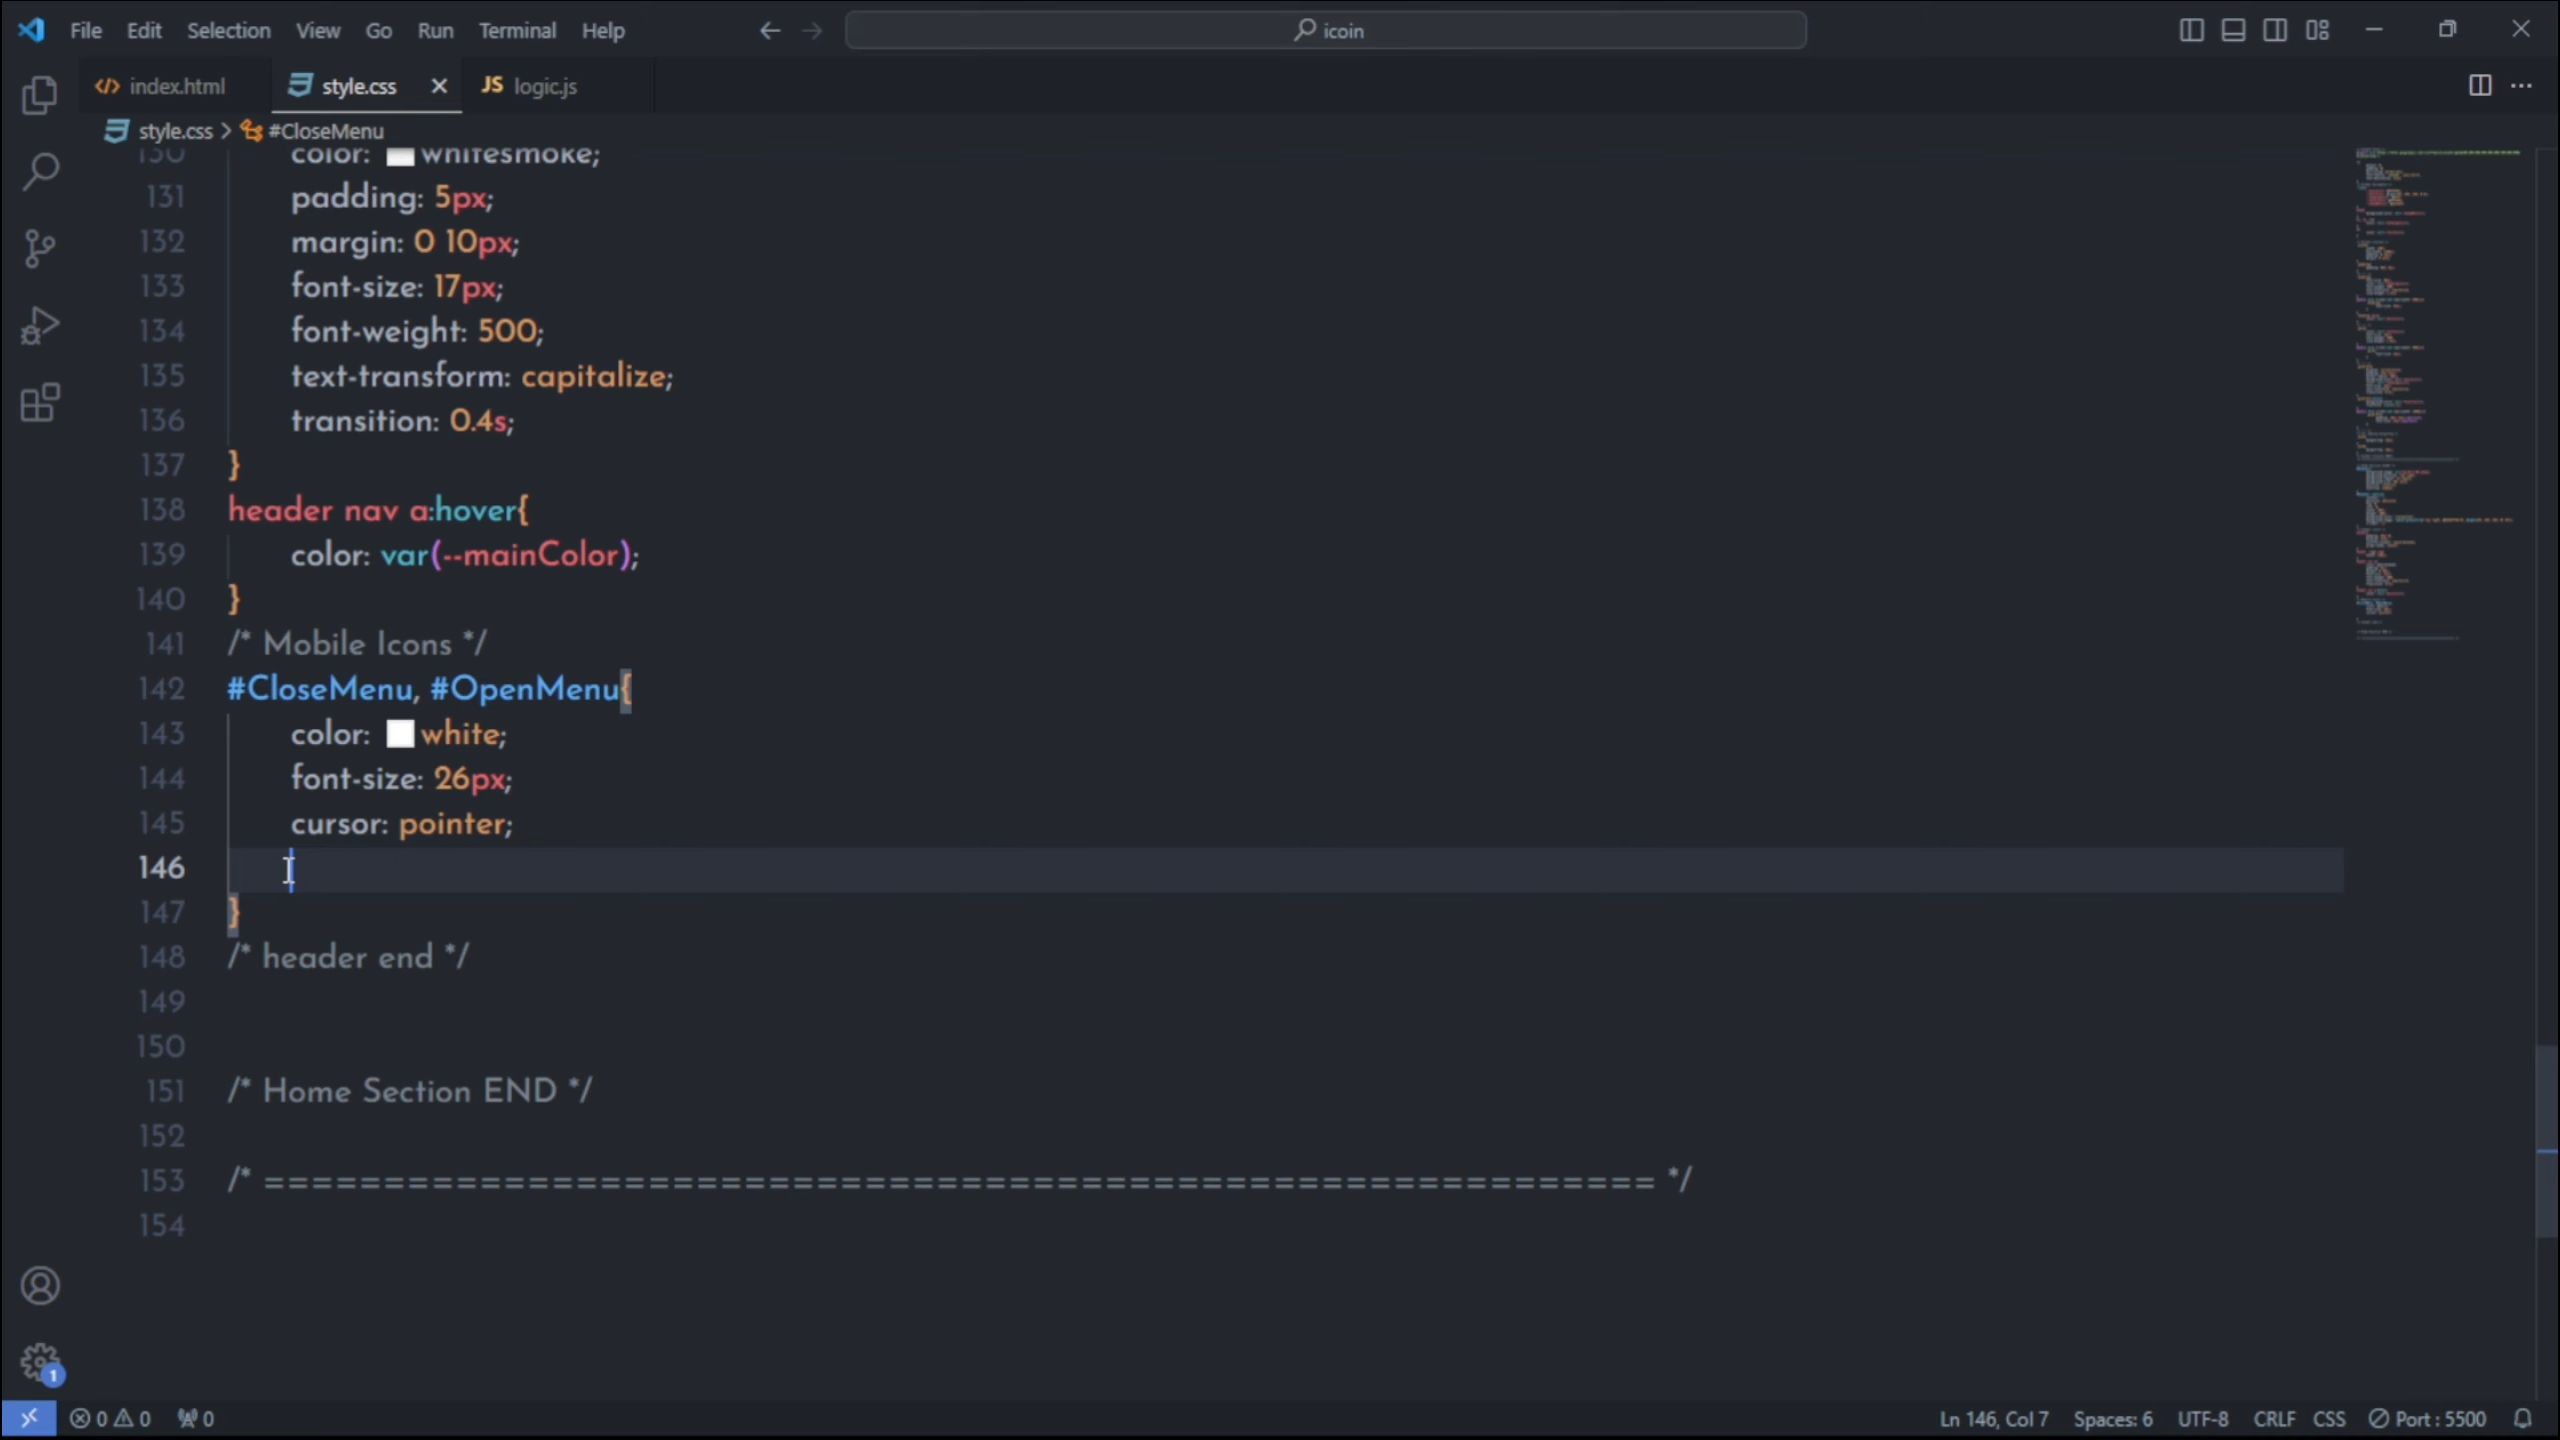 File Edit Selection View Go Run Terminal Help icoin
index.html style.css JS logic.js
style.css > #CloseMenu
130 color: whitesmoke;
131 padding: 5px;
132 margin: 0 10px;
133 font-size: 17px;
134 font-weight: 500;
135 text-transform: capitalize;
136 transition: 0.4s;
137 }
138 header nav a:hover{
139 color: var(--mainColor);
140 }
141 /* Mobile Icons */
142 #CloseMenu, #OpenMenu{
143 color: white;
144 font-size: 26px;
145 cursor: pointer;
146
147 }
148 /* header end */
149
150
151 /* Home Section END */
152
153 /* ========================================================== */
154
1
0 0 0 Ln 146, Col 7 Spaces: 6 UTF-8 CRLF CSS Port : 5500